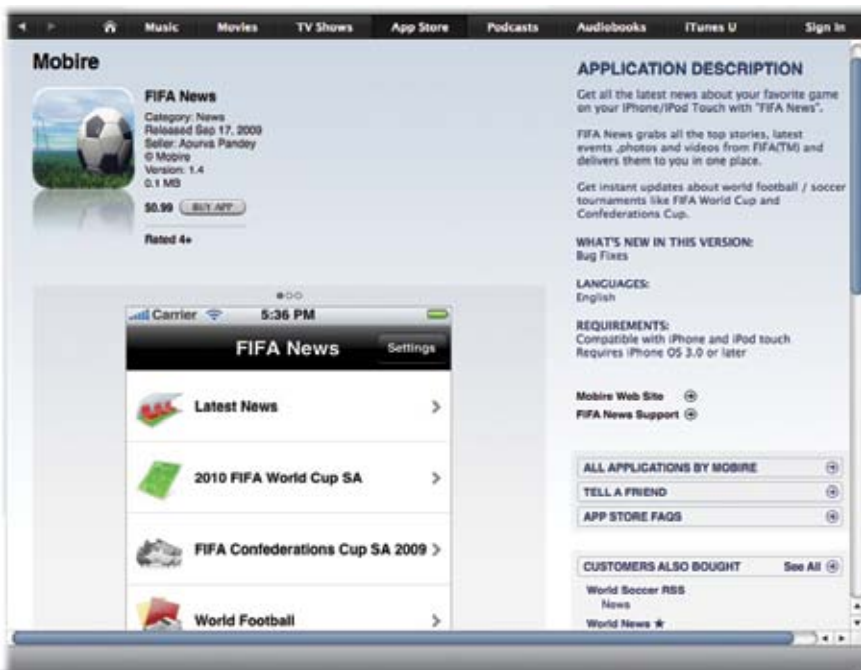 Music Movies TV Shows App Store Podcasts Audiobooks iTunes U Sign In
Mobire
FIFA News
Category: News
Released Sep 17, 2009
Seller: Apurva Pandey
© Mobire
Version: 1.4
0.1 MB
$0.99 BUY APP
Rated 4+
Carrier 5:36 PM
FIFA News Settings
Latest News
2010 FIFA World Cup SA
FIFA Confederations Cup SA 2009
World Football
APPLICATION DESCRIPTION
Get all the latest news about your favorite game
on your iPhone/iPod Touch with "FIFA News".
FIFA News grabs all the top stories, latest
events ,photos and videos from FIFA(TM) and
delivers them to you in one place.
Get instant updates about world football / soccer
tournaments like FIFA World Cup and
Confederations Cup.
WHAT'S NEW IN THIS VERSION:
Bug Fixes
LANGUAGES:
English
REQUIREMENTS:
Compatible with iPhone and iPod touch
Requires iPhone OS 3.0 or later
Mobire Web Site
FIFA News Support
ALL APPLICATIONS BY MOBIRE
TELL A FRIEND
APP STORE FAQS
CUSTOMERS ALSO BOUGHT See All
World Soccer RSS
News
World News ★